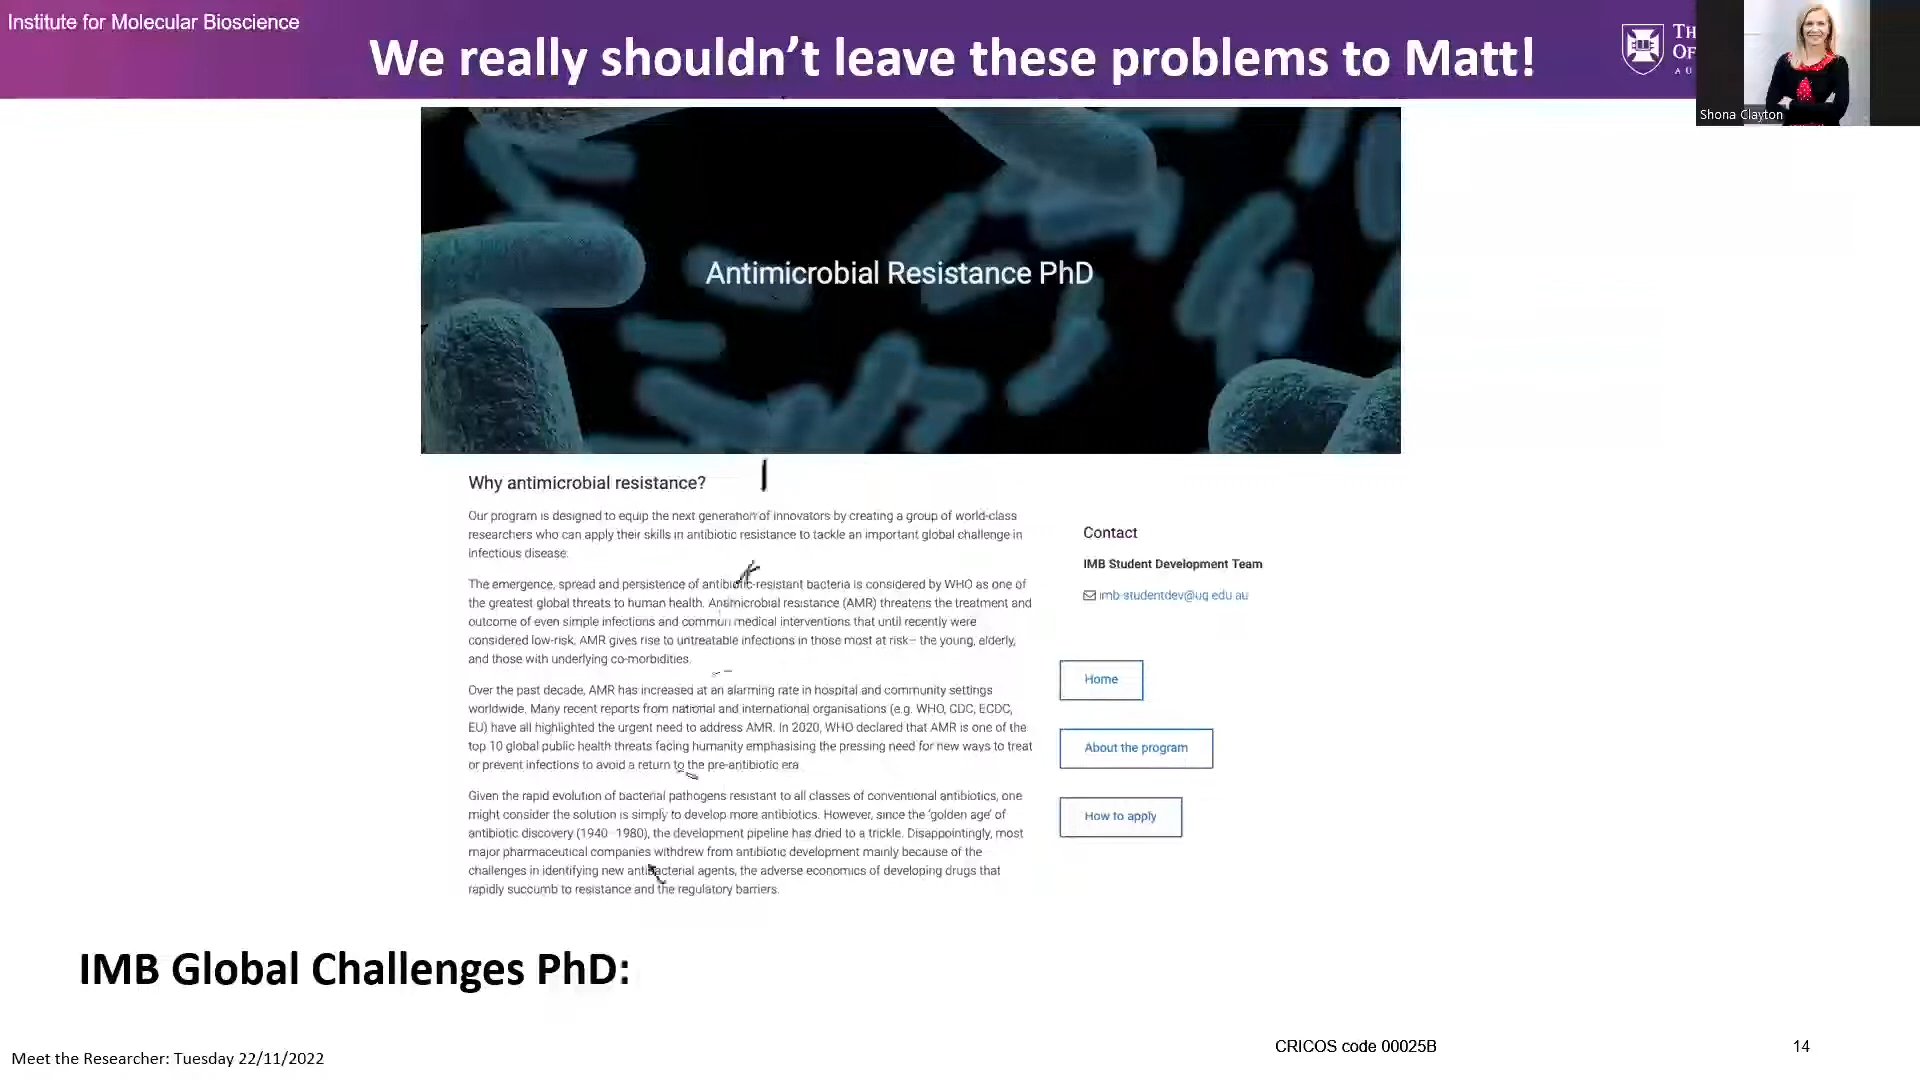 Institute for Molecular Bioscience
We really shouldn't leave these problems to Matt!
TH
OF
A U
Shona Clayton
Antimicrobial Resistance PhD
Why antimicrobial resistance?
Our program is designed to equip the next generation of innovators by creating a group of world-class
researchers who can apply their skills in antibiotic resistance to tackle an important global challenge in
infectious disease.
The emergence, spread and persistence of antibiotic-resistant bacteria is considered by WHO as one of
the greatest global threats to human health. Antimicrobial resistance (AMR) threatens the treatment and
outcome of even simple infections and common medical interventions that until recently were
considered low-risk. AMR gives rise to untreatable infections in those most at risk– the young, elderly,
and those with underlying co-morbidities.
Over the past decade, AMR has increased at an alarming rate in hospital and community settings
worldwide. Many recent reports from national and international organisations (e.g. WHO, CDC, ECDC,
EU) have all highlighted the urgent need to address AMR. In 2020, WHO declared that AMR is one of the
top 10 global public health threats facing humanity emphasising the pressing need for new ways to treat
or prevent infections to avoid a return to the pre-antibiotic era
Given the rapid evolution of bacterial pathogens resistant to all classes of conventional antibiotics, one
might consider the solution is simply to develop more antibiotics. However, since the 'golden age' of
antibiotic discovery (1940–1980), the development pipeline has dried to a trickle. Disappointingly, most
major pharmaceutical companies withdrew from antibiotic development mainly because of the
challenges in identifying new antibacterial agents, the adverse economics of developing drugs that
rapidly succumb to resistance and the regulatory barriers.
Contact
IMB Student Development Team
imb-studentdev@uq.edu.au
Home
About the program
How to apply
IMB Global Challenges PhD:
Meet the Researcher: Tuesday 22/11/2022
CRICOS code 00025B
14